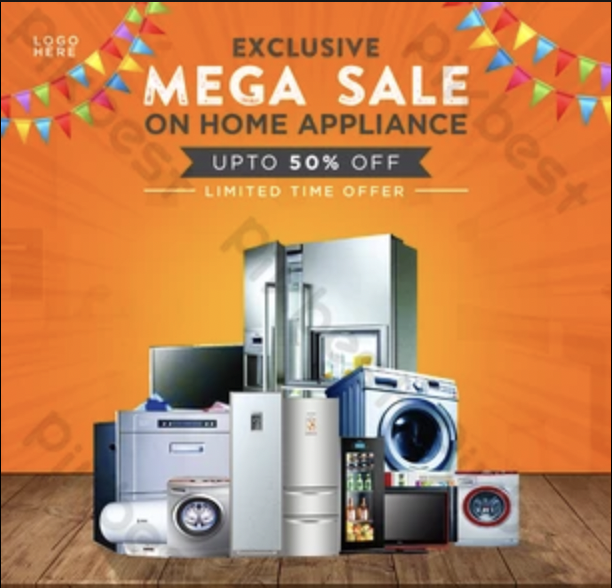 LOGO
HERE
EXCLUSIVE
MEGA SALE
ON HOME APPLIANCE
UPTO 50% OFF
LIMITED TIME OFFER